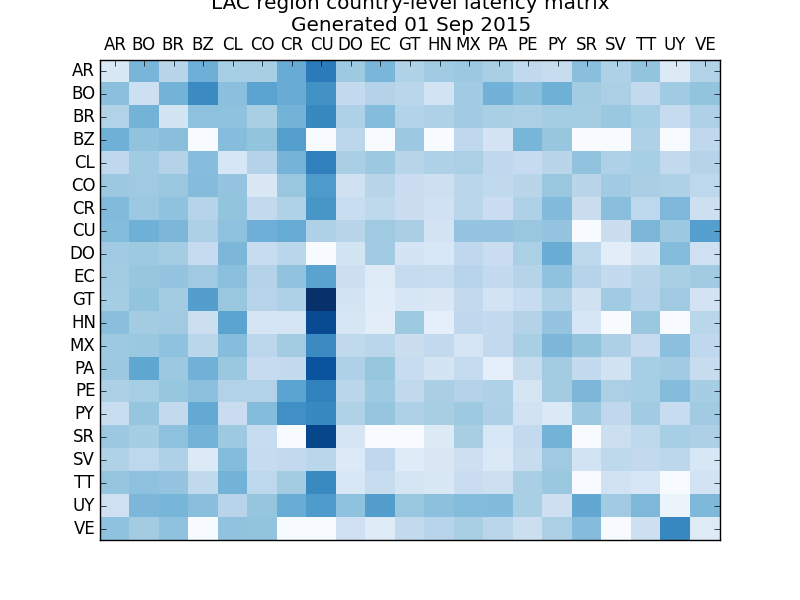 LAC region country-level latency matrix
Generated 01 Sep 2015
AR BO BR BZ CL CO CR CU DO EC GT HN MX PA PE PY SR SV TT UY VE
AR
BO
BR
BZ
CL
CO
CR
CU
DO
EC
GT
HN
MX
PA
PE
PY
SR
SV
TT
UY
VE